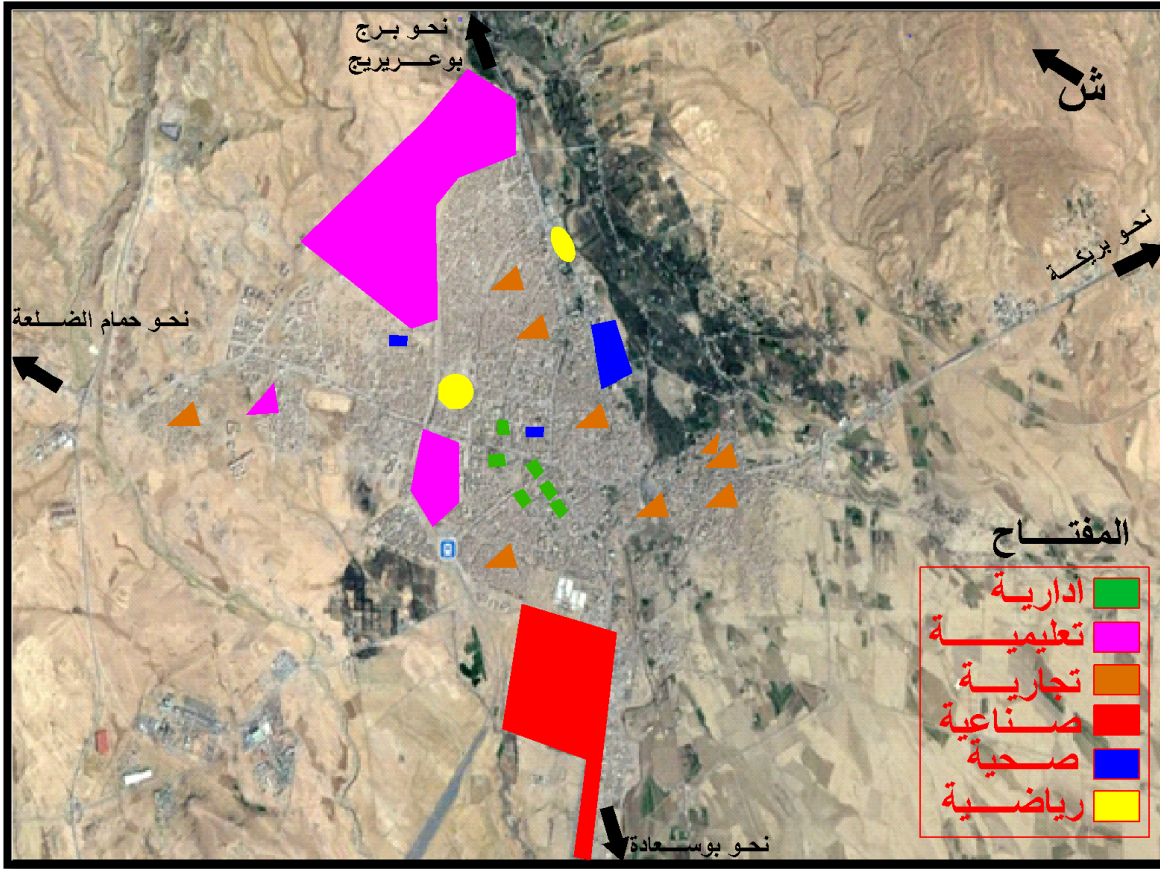 نحو برج
بوعريريج
ش
نحو بريكة
نحو حمام الضلعة
المفتاح
ادارية
تعليمية
تجارية
صناعية
صحية
رياضية
نحو بوسعادة